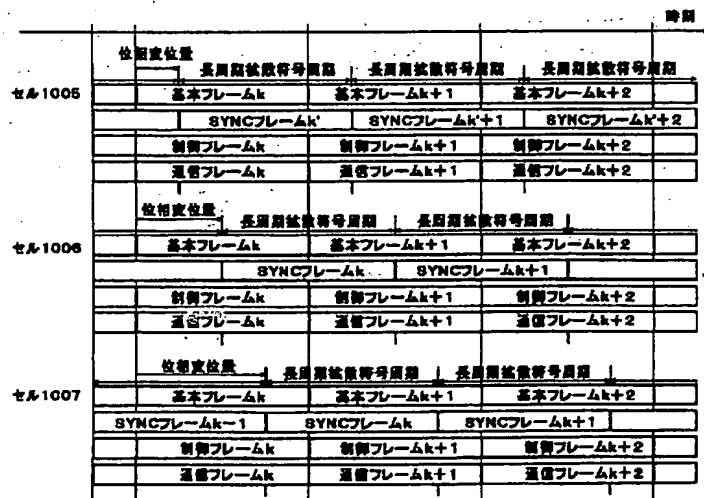 時刻
位相変位量
長周期拡散符号周期 長周期拡散符号周期 長周期拡散符号周期
セル1005
基本フレームk 基本フレームk+1 基本フレームk+2
SYNCフレームk' SYNCフレームk'+1 SYNCフレームk'+2
制御フレームk 制御フレームk+1 制御フレームk+2
通信フレームk 通信フレームk+1 通信フレームk+2
位相変位量 長周期拡散符号周期 長周期拡散符号周期
セル1006
基本フレームk 基本フレームk+1 基本フレームk+2
SYNCフレームk SYNCフレームk+1
制御フレームk 制御フレームk+1 制御フレームk+2
通信フレームk 通信フレームk+1 通信フレームk+2
位相変位量 長周期拡散符号周期 長周期拡散符号周期
セル1007
基本フレームk 基本フレームk+1 基本フレームk+2
SYNCフレームk-1 SYNCフレームk SYNCフレームk+1
制御フレームk 制御フレームk+1 制御フレームk+2
通信フレームk 通信フレームk+1 通信フレームk+2